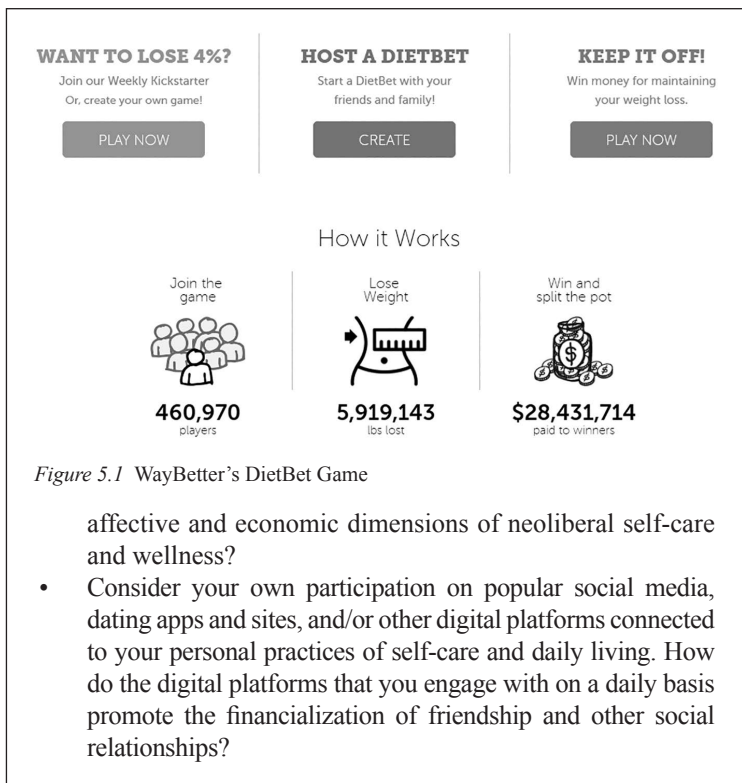 WANT TO LOSE 4%?
Join our Weekly Kickstarter
Or, create your own game!
PLAY NOW
HOST A DIETBET
Start a DietBet with your
friends and family!
CREATE
KEEP IT OFF!
Win money for maintaining
your weight loss.
PLAY NOW
How it Works
Join the
game
460,970
players
Lose
Weight
5,919,143
lbs lost
Win and
split the pot
$
$28,431,714
paid to winners
Figure 5.1 WayBetter’s DietBet Game
affective and economic dimensions of neoliberal self-care
and wellness?
• Consider your own participation on popular social media,
dating apps and sites, and/or other digital platforms connected
to your personal practices of self-care and daily living. How
do the digital platforms that you engage with on a daily basis
promote the financialization of friendship and other social
relationships?